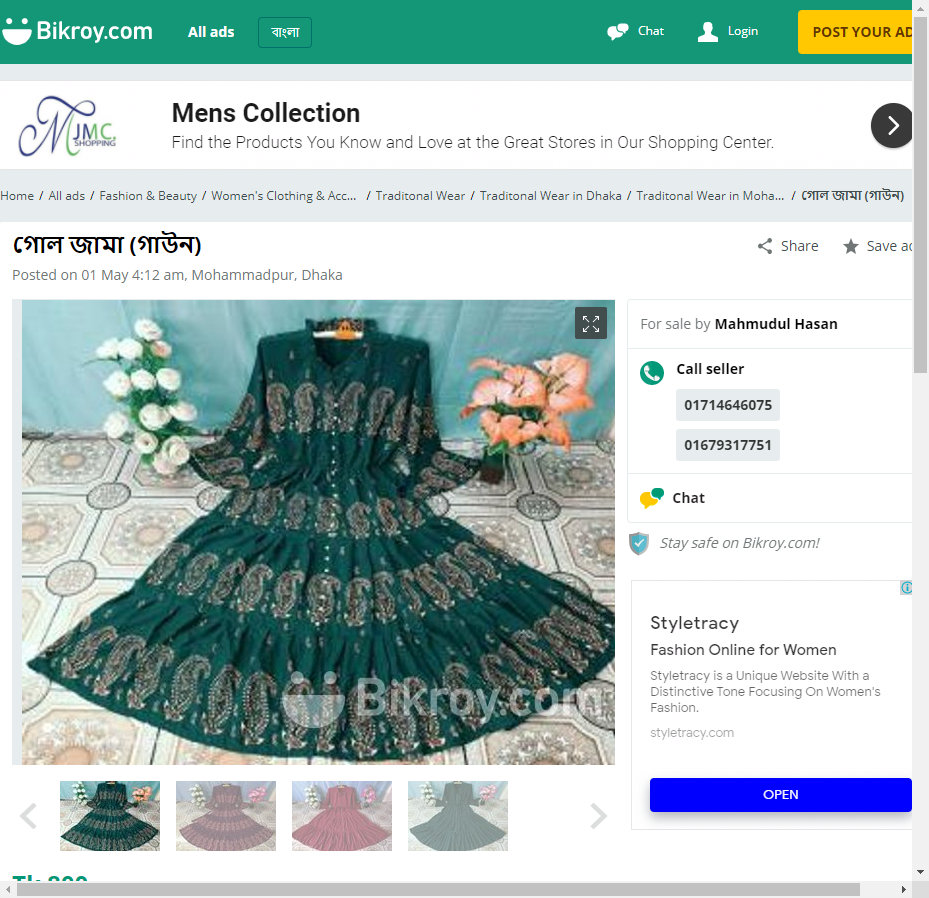 Bikroy.com
All ads
বাংলা
Chat
Login
POST YOUR AD
MJMC
SHOPPING
Mens Collection
Find the Products You Know and Love at the Great Stores in Our Shopping Center.
Home / All ads / Fashion & Beauty / Women's Clothing & Acc... / Traditonal Wear / Traditonal Wear in Dhaka / Traditonal Wear in Moha... / গোল জামা (গাউন)
গোল জামা (গাউন)
Share
Save ad
Posted on 01 May 4:12 am, Mohammadpur, Dhaka
For sale by Mahmudul Hasan
Call seller
01714646075
01679317751
Chat
Stay safe on Bikroy.com!
Styletracy
Fashion Online for Women
Styletracy is a Unique Website With a
Distinctive Tone Focusing On Women's
Fashion.
styletracy.com
OPEN
Bikroy.com